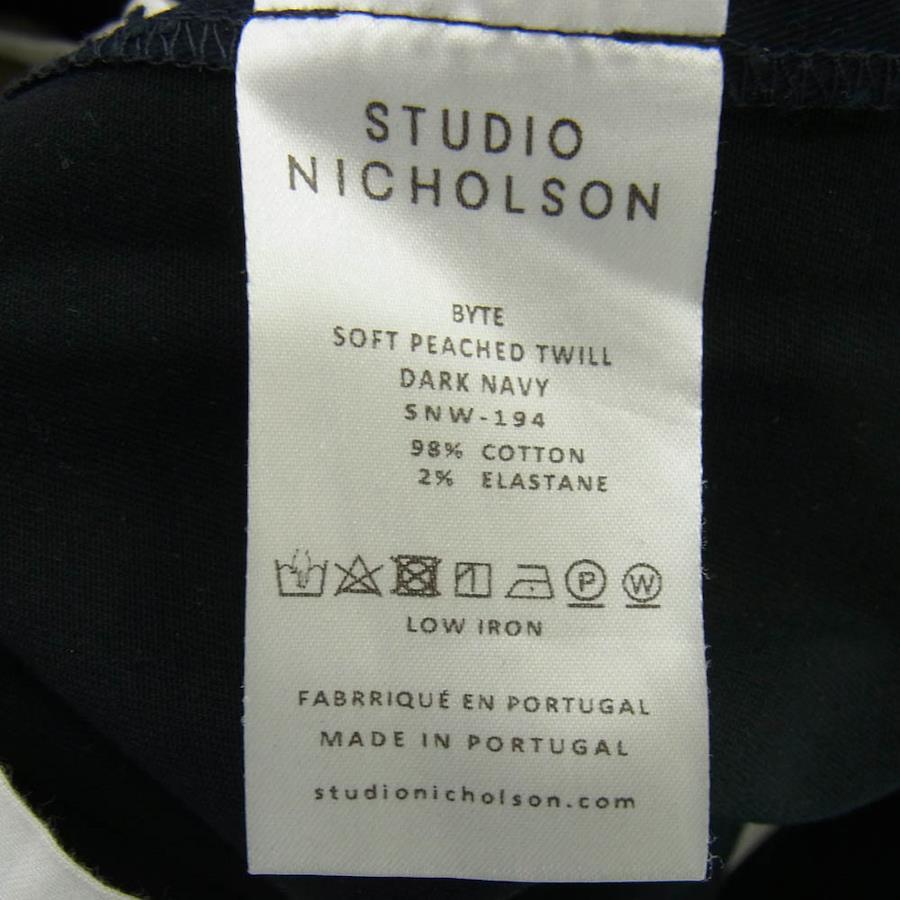 STUDIO
NICHOLSON
BYTE
SOFT PEACHED TWILL
DARK NAVY
SNW-194
98% COTTON
2% ELASTANE
P W
LOW IRON
FABRRIQUÉ EN PORTUGAL
MADE IN PORTUGAL
studionicholson.com